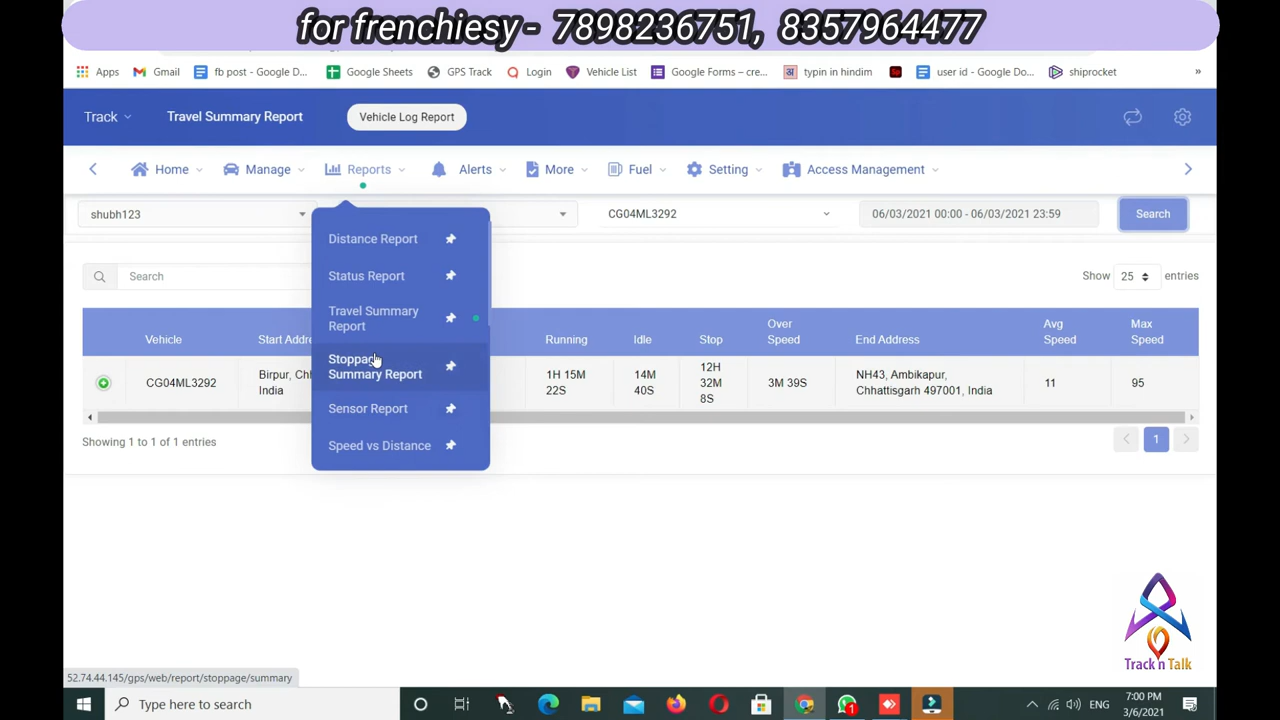 for frenchiesy - 7898236751, 8357964477
Apps
Gmail
fb post - Google D...
Google Sheets
GPS Track
Login
Vehicle List
Google Forms – cre...
typin in hindim
user id - Google Do...
shiprocket
»
Track
Travel Summary Report
Vehicle Log Report
Home
Manage
Reports
Alerts
More
Fuel
Setting
Access Management
shubh123
CG04ML3292
06/03/2021 00:00 - 06/03/2021 23:59
Search
Distance Report
Status Report
Travel Summary
Report
Stoppag
Summary Report
Sensor Report
Speed vs Distance
Search
Show 25 entries
Vehicle
Start Addre
Running
Idle
Stop
Over
Speed
End Address
Avg
Speed
Max
Speed
CG04ML3292
Birpur, Chh
India
1H 15M
22S
14M
40S
12H
32M
8S
3M 39S
NH43, Ambikapur,
Chhattisgarh 497001, India
11
95
Showing 1 to 1 of 1 entries
1
Track n Talk
52.74.44.145/gps/web/report/stoppage/summary
Type here to search
1
ENG
7:00 PM
3/6/2021